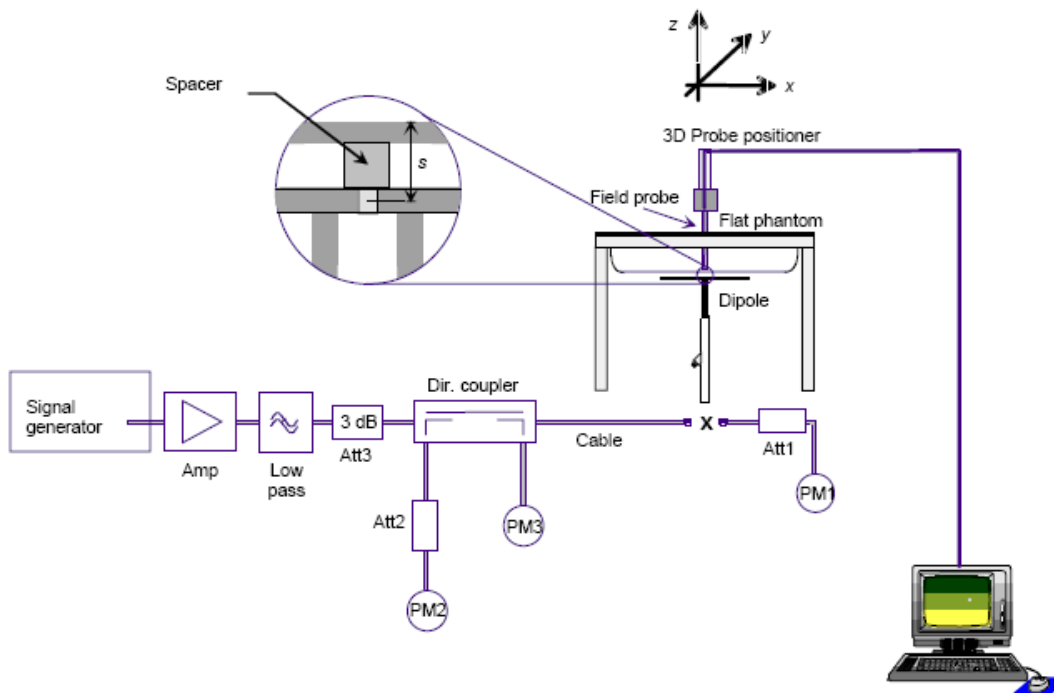 z
y
x
Spacer
s
3D Probe positioner
Field probe
Flat phantom
Dipole
Signal
generator
Amp
Low
pass
3 dB
Att3
Dir. coupler
Cable
X
Att1
PM1
Att2
PM3
PM2